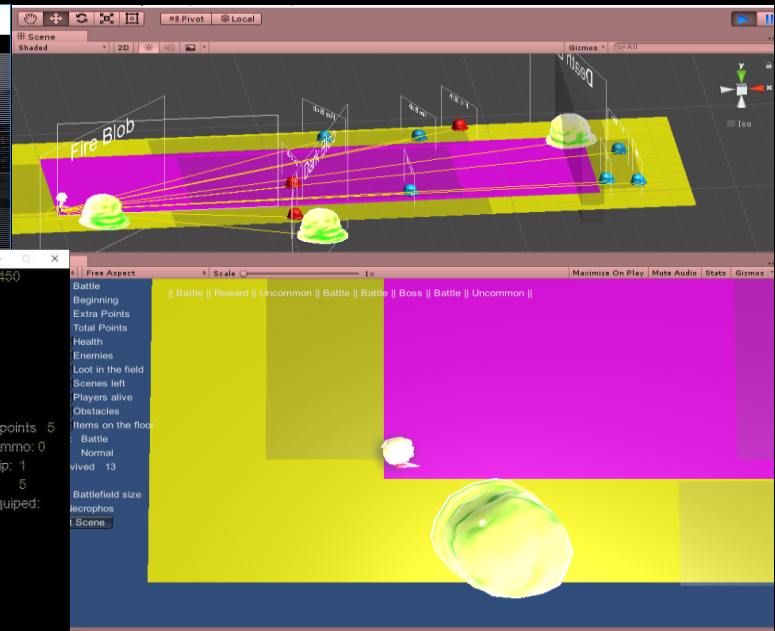 Pivot Local
Scene
Shaded 2D Gizmos All
y
x
Iso
Fire Blob
Death
Free Aspect Scale 1x Maximize On Play Mute Audio Stats Gizmos
450
Battle
|| Battle || Reward || Uncommon || Battle || Battle || Boss || Battle || Uncommon ||
Beginning
Extra Points
Total Points
Health
Enemies
Loot in the field
Scenes left
Players alive
Obstacles
points 5 Items on the floor
mmo: 0 : Battle
Normal
ip: 1 vived 13
5
quiped: Battlefield size
Necrophos
t Scene